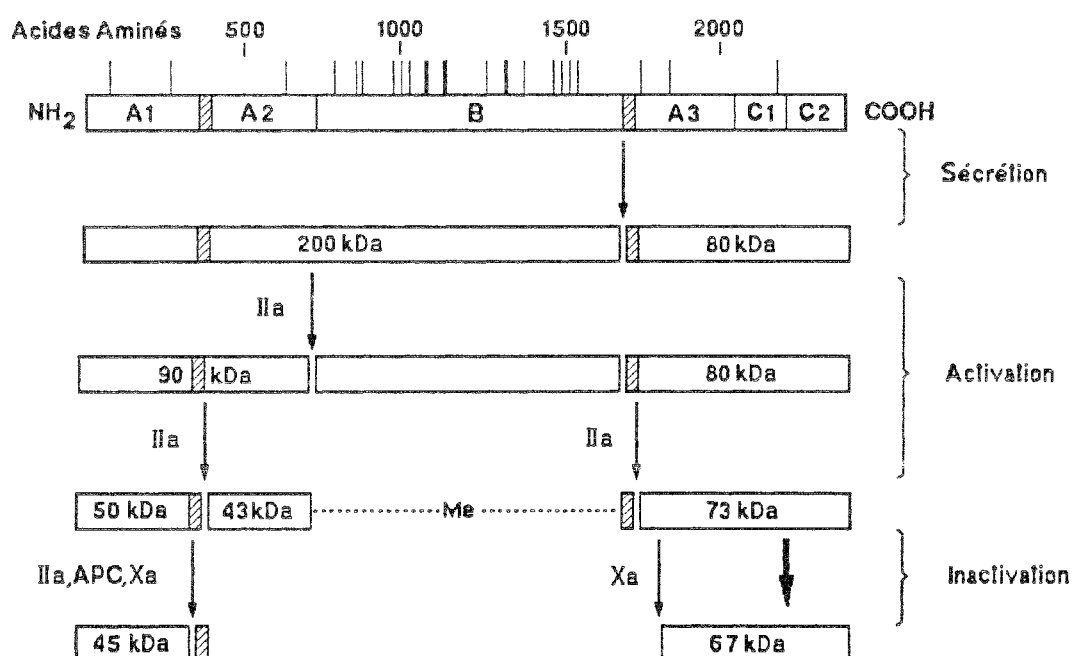 Acides Aminés 500 1000 1500 2000
NH2 A1 A2 B A3 C1 C2 COOH
Sécrétion
200 kDa 80 kDa
IIa
90 kDa 80 kDa Activation
IIa IIa
50 kDa 43 kDa Me 73 kDa
IIa, APC, Xa Xa Inactivation
45 kDa 67 kDa